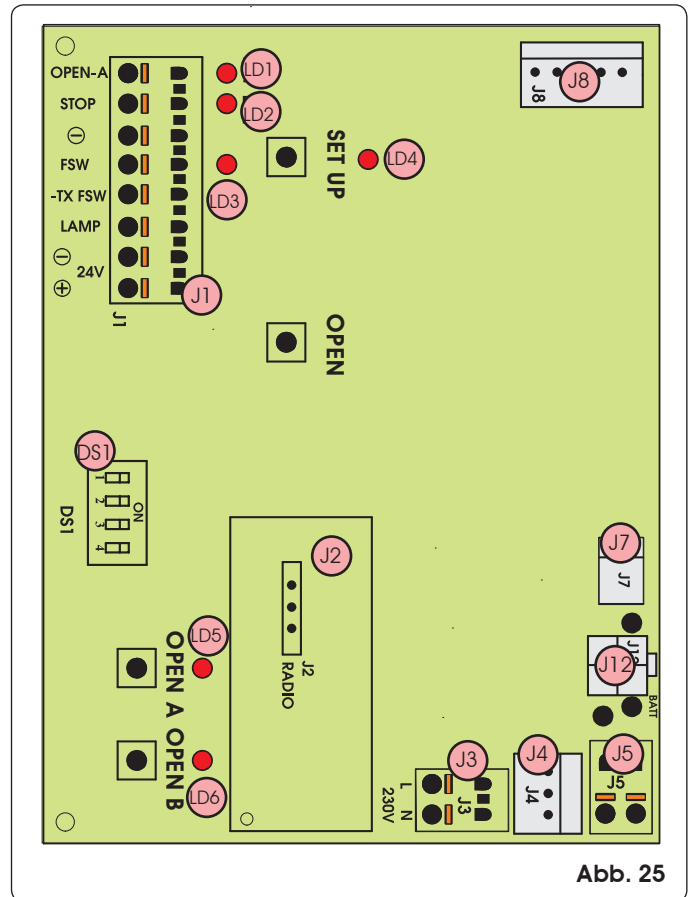 OPEN-A
LD1
STOP
LD2
⊖
FSW
SET UP
LD4
-TX FSW
LD3
LAMP
⊖
24V
⊕
J1
J1
J8
J8
OPEN
DS1
1
2
3
4
ON
DS1
J2
J2
RADIO
J7
J7
J12
BATT
LD5
OPEN A
OPEN B
LD6
J3
J3
L
N
230V
J4
J4
J5
J5
Abb. 25